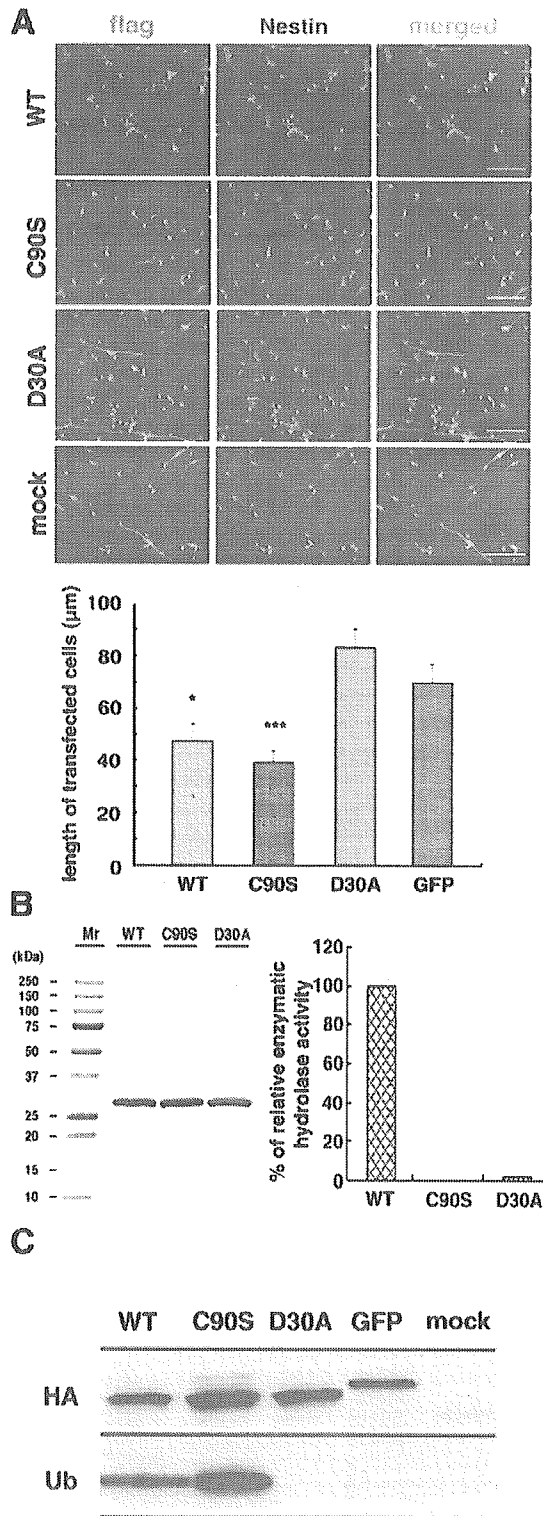 A
flag Nestin merged
WT
C90S
D30A
mock
length of transfected cells (µm)
100
80
60
40
20
0
* ***
WT C90S D30A GFP
B
Mr WT C90S D30A
(kDa)
250
150
100
75
50
37
25
20
15
10
% of relative enzymatic
hydrolase activity
120
100
80
60
40
20
0
WT C90S D30A
C
WT C90S D30A GFP mock
HA
Ub